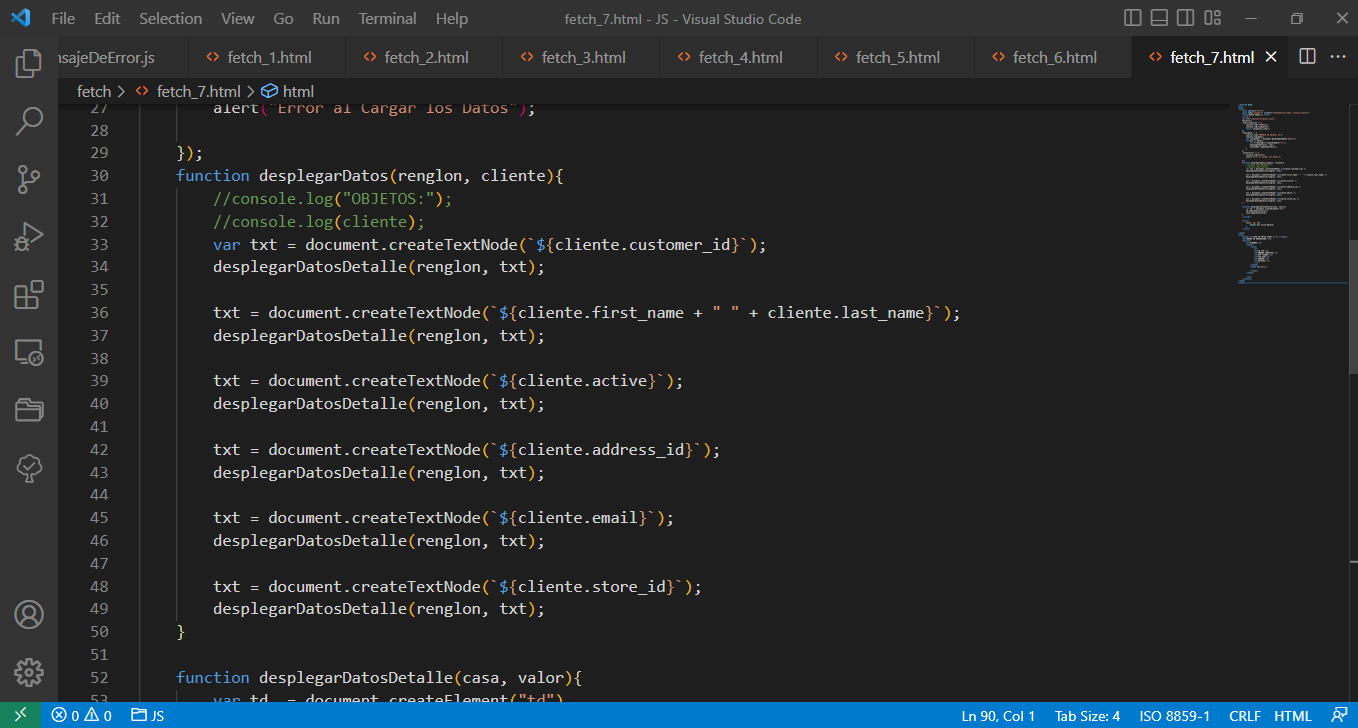 File Edit Selection View Go Run Terminal Help fetch_7.html - JS - Visual Studio Code
nsajeDeError.js fetch_1.html fetch_2.html fetch_3.html fetch_4.html fetch_5.html fetch_6.html fetch_7.html
fetch > fetch_7.html > html
27 alert("Error al Cargar los Datos");
28
29 });
30 function desplegarDatos(renglon, cliente){
31 //console.log("OBJETOS:");
32 //console.log(cliente);
33 var txt = document.createTextNode(`${cliente.customer_id}`);
34 desplegarDatosDetalle(renglon, txt);
35
36 txt = document.createTextNode(`${cliente.first_name + " " + cliente.last_name}`);
37 desplegarDatosDetalle(renglon, txt);
38
39 txt = document.createTextNode(`${cliente.active}`);
40 desplegarDatosDetalle(renglon, txt);
41
42 txt = document.createTextNode(`${cliente.address_id}`);
43 desplegarDatosDetalle(renglon, txt);
44
45 txt = document.createTextNode(`${cliente.email}`);
46 desplegarDatosDetalle(renglon, txt);
47
48 txt = document.createTextNode(`${cliente.store_id}`);
49 desplegarDatosDetalle(renglon, txt);
50 }
51
52 function desplegarDatosDetalle(casa, valor){
53 var td = document.createElement("td")
0 0 JS Ln 90, Col 1 Tab Size: 4 ISO 8859-1 CRLF HTML